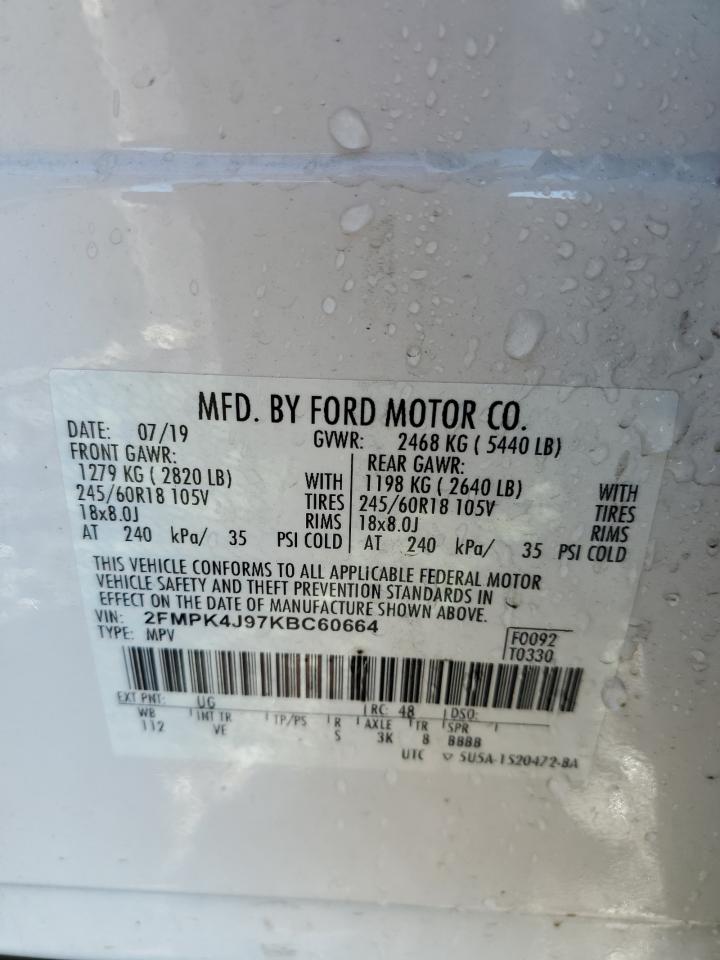 MFD. BY FORD MOTOR CO.
DATE: 07/19 GVWR: 2468 KG ( 5440 LB)
FRONT GAWR: REAR GAWR:
1279 KG ( 2820 LB) WITH 1198 KG ( 2640 LB) WITH
245/60R18 105V TIRES 245/60R18 105V TIRES
18x8.0J RIMS 18x8.0J RIMS
AT 240 kPa/ 35 PSI COLD AT 240 kPa/ 35 PSI COLD
THIS VEHICLE CONFORMS TO ALL APPLICABLE FEDERAL MOTOR
VEHICLE SAFETY AND THEFT PREVENTION STANDARDS IN
EFFECT ON THE DATE OF MANUFACTURE SHOWN ABOVE.
VIN: 2FMPK4J97KBC60664
TYPE: MPV F0092
T0330
EXT PNT: UG RC: 48 DSO:
WB INT TR TP/PS R AXLE TR SPR
112 VE S 3K 8 BBBB
UTC ▽ 5U5A-1520472-BA